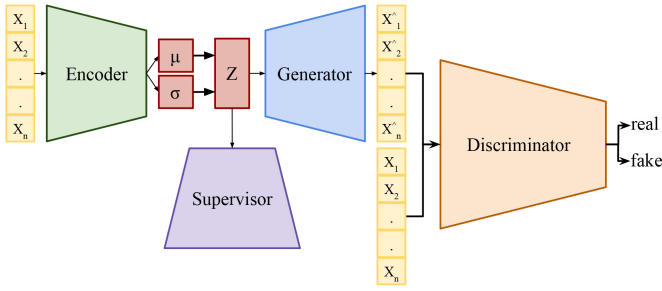 X1
X2
.
.
Xn
Encoder
μ
σ
Z
Generator
X^1
X^2
.
.
X^n
Supervisor
X1
X2
.
.
Xn
Discriminator
real
fake